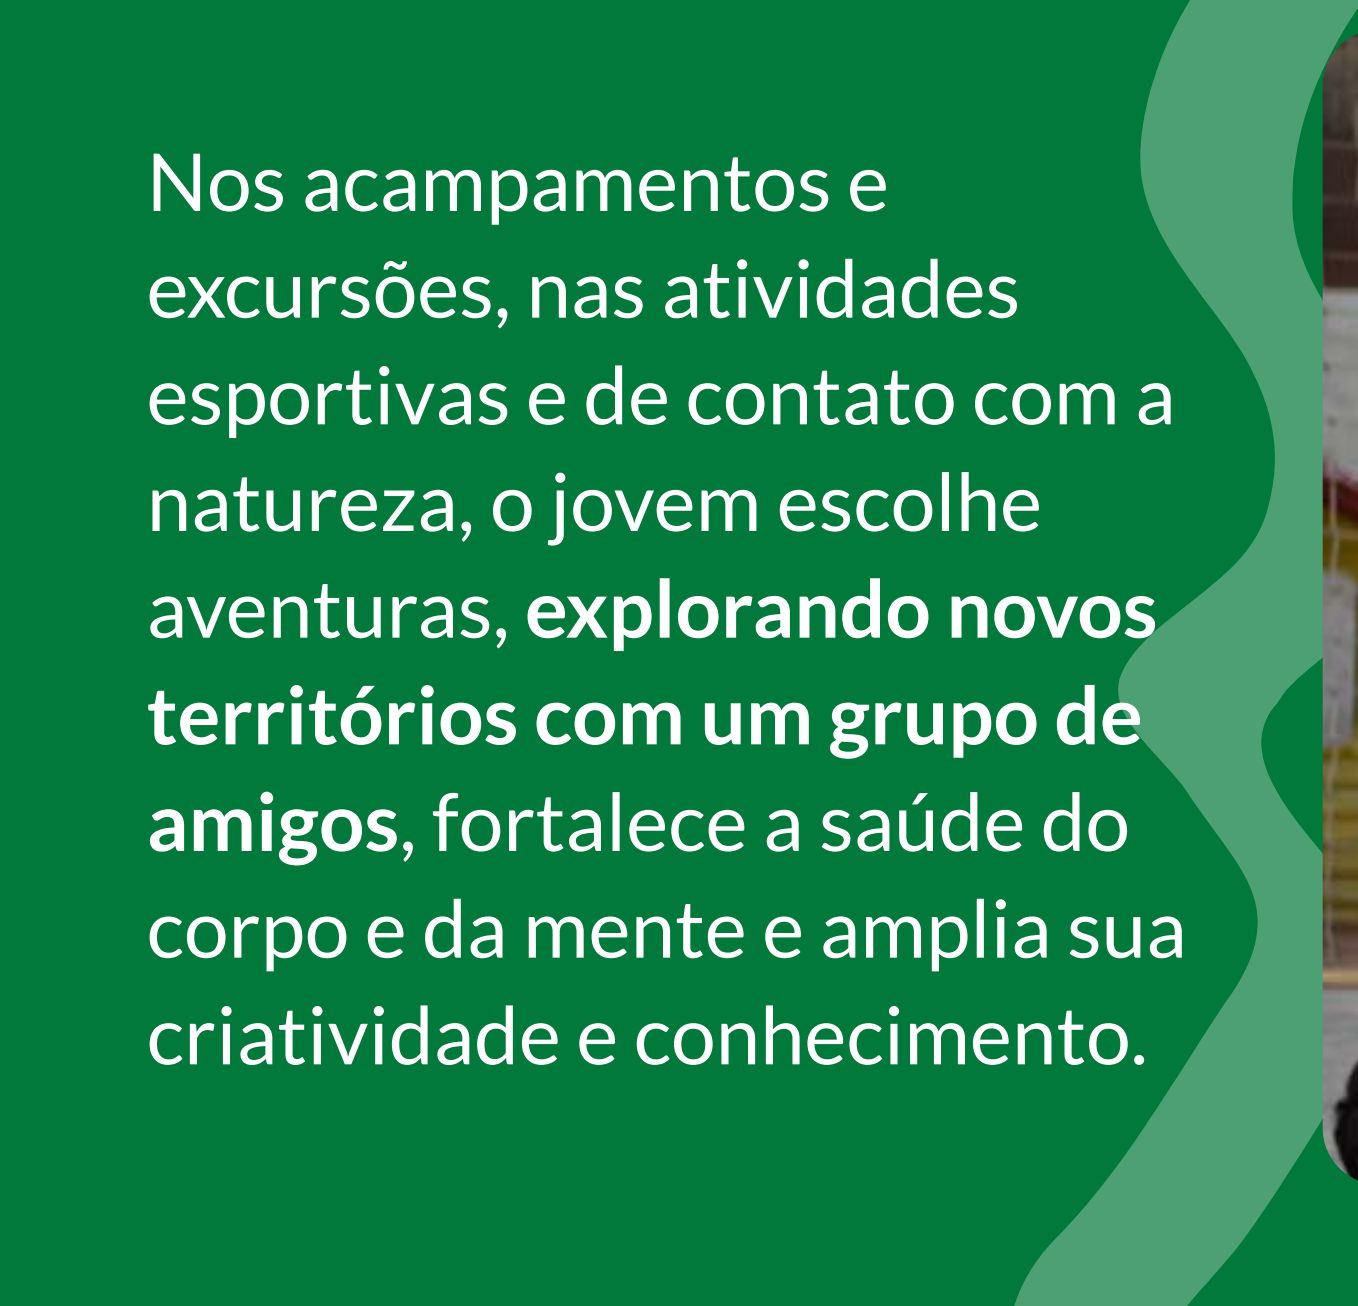 Nos acampamentos e
excursões, nas atividades
esportivas e de contato com a
natureza, o jovem escolhe
aventuras, explorando novos
territórios com um grupo de
amigos, fortalece a saúde do
corpo e da mente e amplia sua
criatividade e conhecimento.